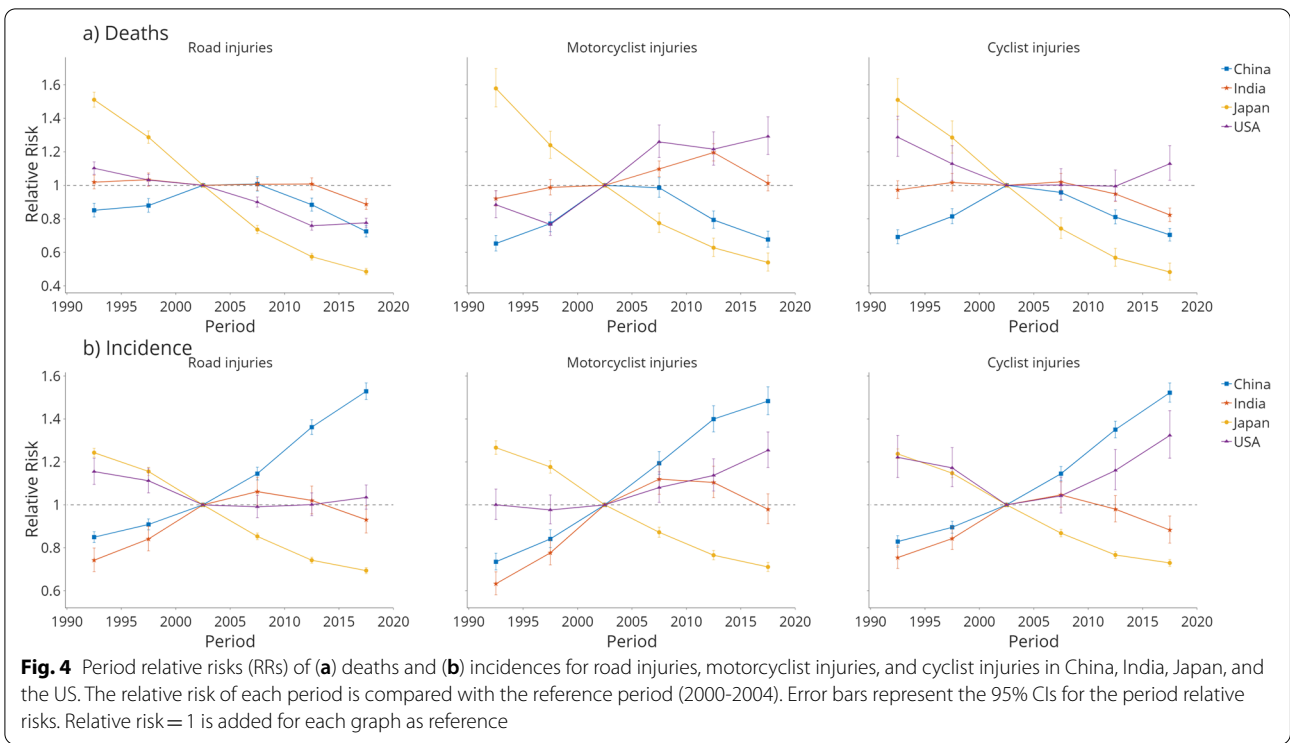 a) Deaths
Road injuries
Motorcyclist injuries
Cyclist injuries
Relative Risk
1.6
1.4
1.2
1
0.8
0.6
0.4
1990 1995 2000 2005 2010 2015 2020
Period
1990 1995 2000 2005 2010 2015 2020
Period
1990 1995 2000 2005 2010 2015 2020
Period
China
India
Japan
USA
b) Incidence
Road injuries
Motorcyclist injuries
Cyclist injuries
Relative Risk
1.6
1.4
1.2
1
0.8
0.6
1990 1995 2000 2005 2010 2015 2020
Period
1990 1995 2000 2005 2010 2015 2020
Period
1990 1995 2000 2005 2010 2015 2020
Period
China
India
Japan
USA
Fig. 4 Period relative risks (RRs) of (a) deaths and (b) incidences for road injuries, motorcyclist injuries, and cyclist injuries in China, India, Japan, and
the US. The relative risk of each period is compared with the reference period (2000-2004). Error bars represent the 95% CIs for the period relative
risks. Relative risk = 1 is added for each graph as reference